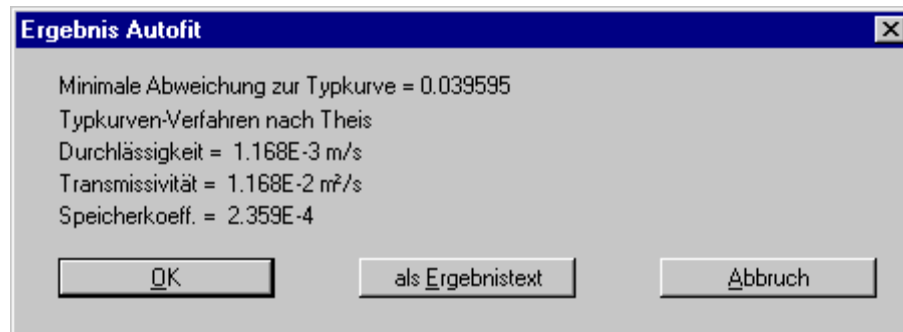 Ergebnis Autofit
Minimale Abweichung zur Typkurve = 0.039595
Typkurven-Verfahren nach Theis
Durchlässigkeit = 1.168E-3 m/s
Transmissivität = 1.168E-2 m²/s
Speicherkoeff. = 2.359E-4
OK als Ergebnistext Abbruch